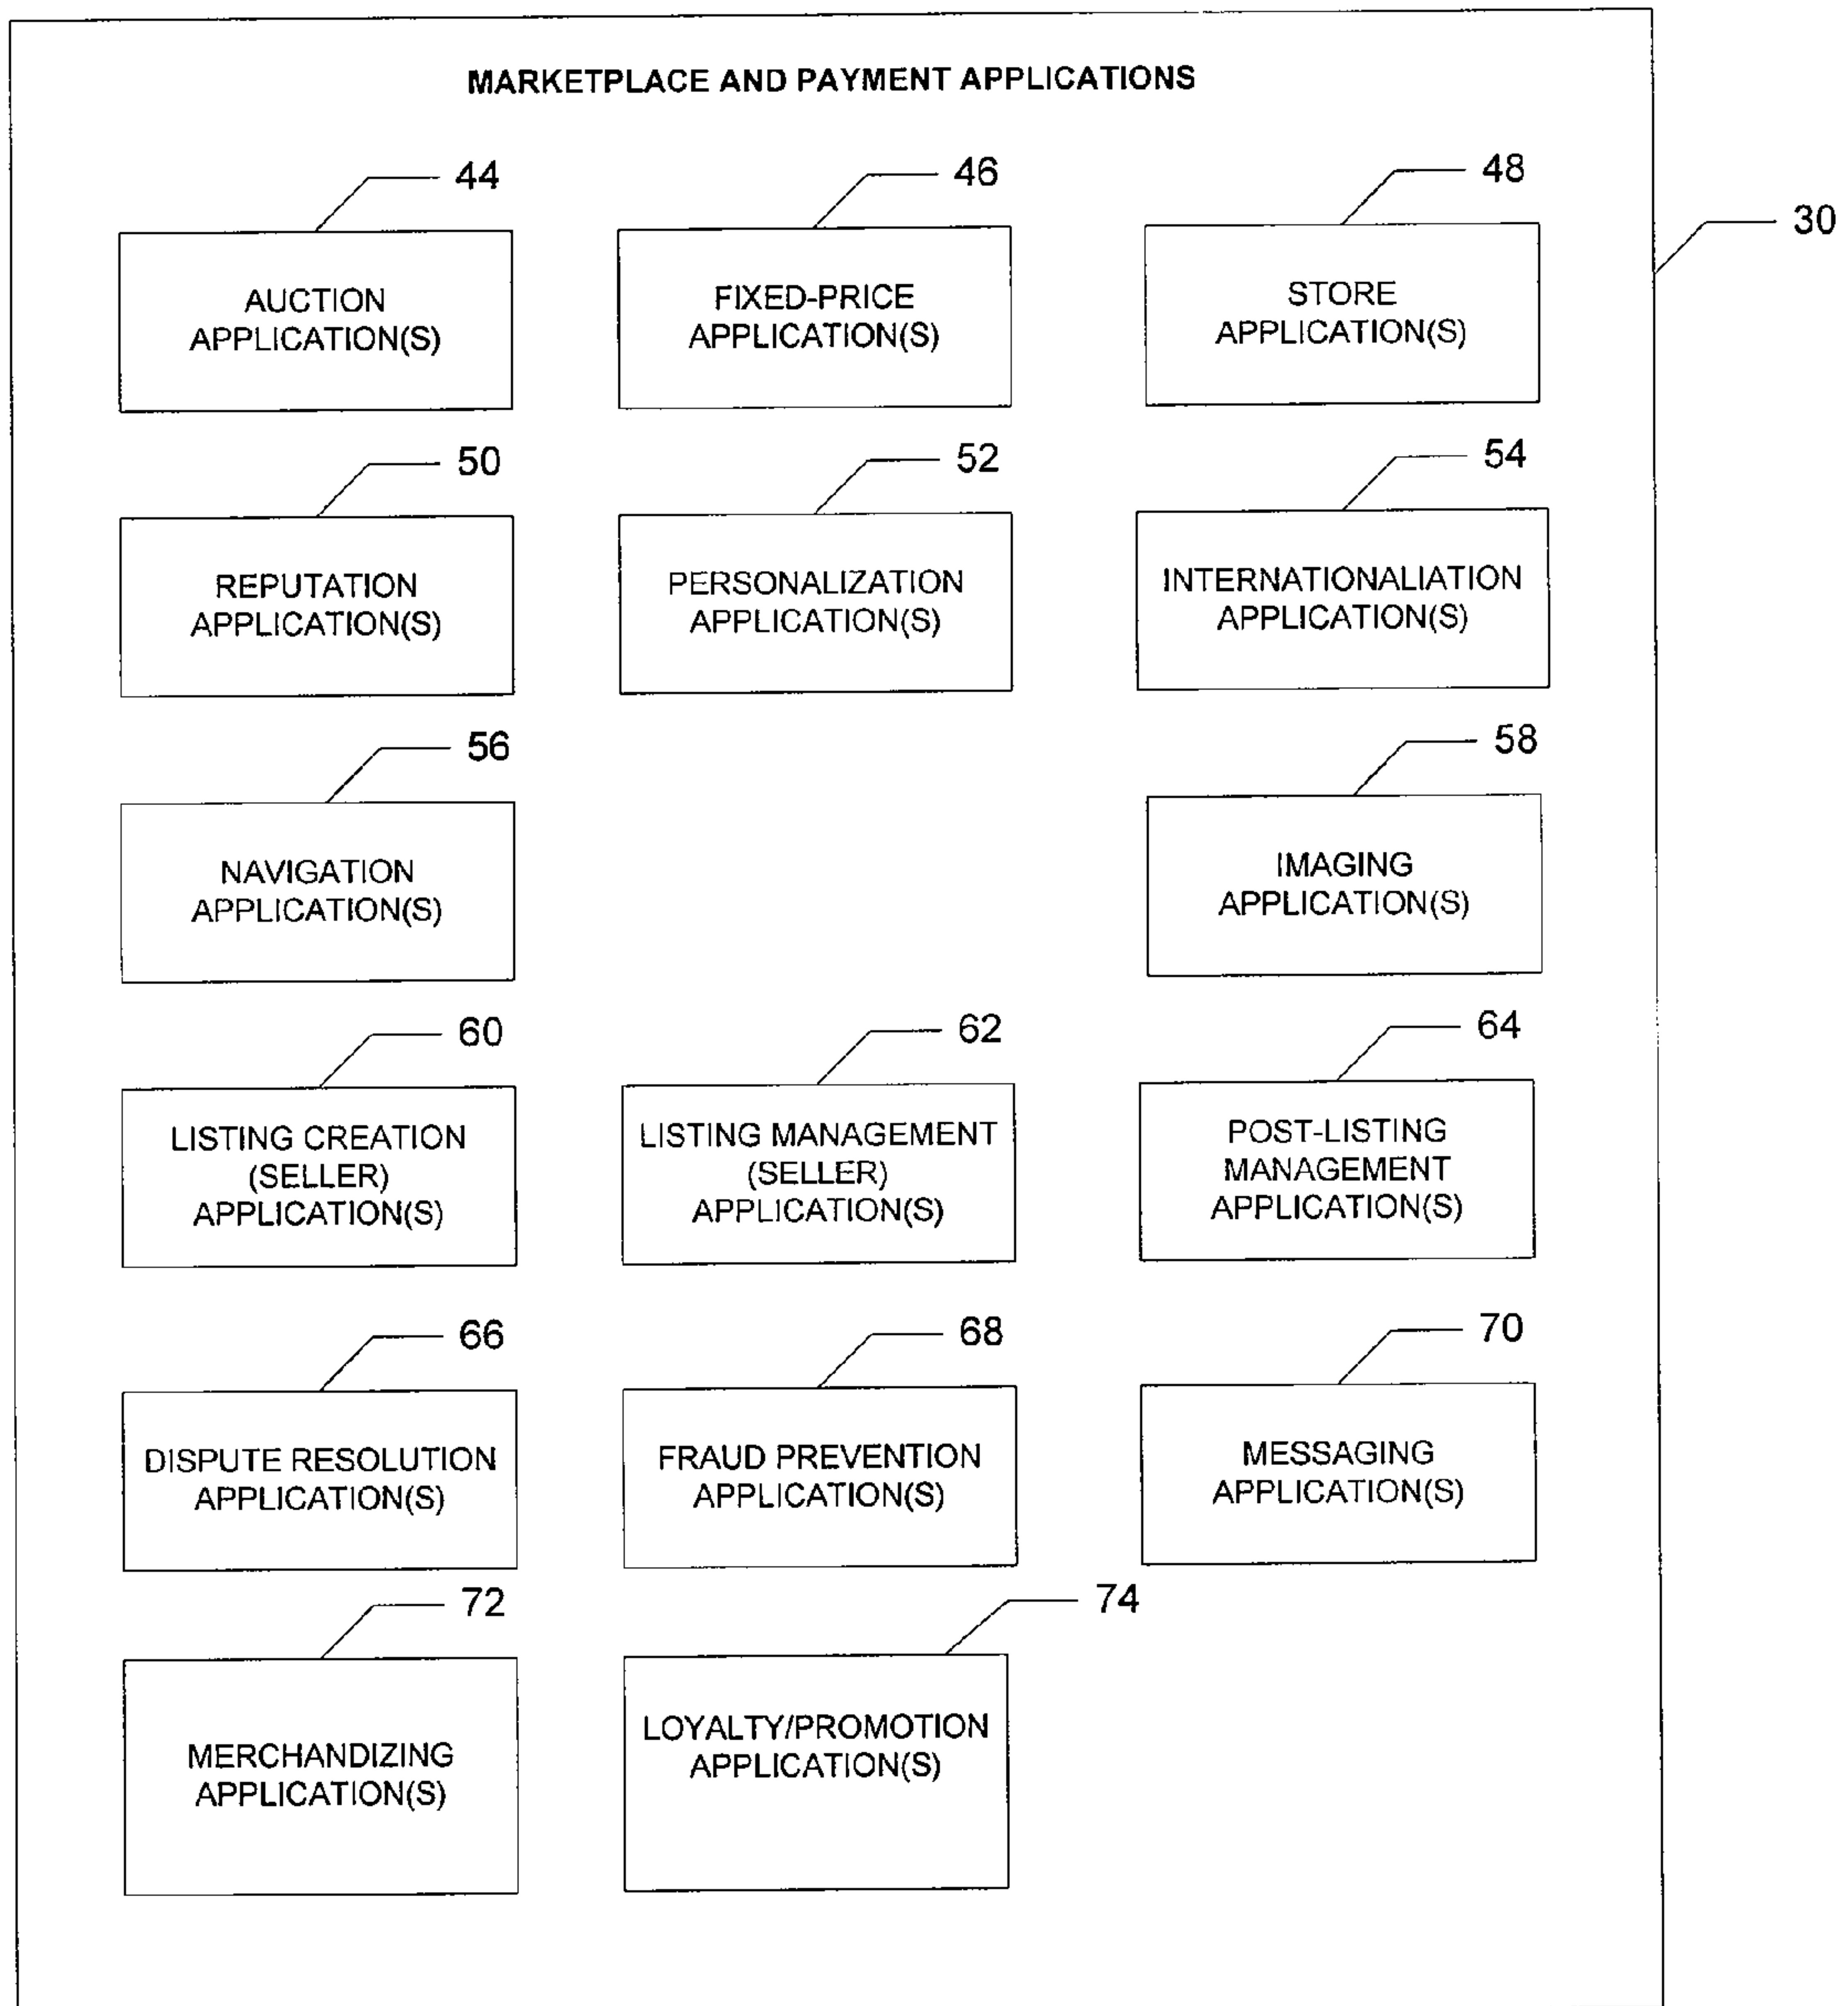 MARKETPLACE AND PAYMENT APPLICATIONS
44
46
48
30
AUCTION
APPLICATION(S)
FIXED-PRICE
APPLICATION(S)
STORE
APPLICATION(S)
50
52
54
REPUTATION
APPLICATION(S)
PERSONALIZATION
APPLICATION(S)
INTERNATIONALIATION
APPLICATION(S)
56
58
NAVIGATION
APPLICATION(S)
IMAGING
APPLICATION(S)
60
62
64
LISTING CREATION
(SELLER)
APPLICATION(S)
LISTING MANAGEMENT
(SELLER)
APPLICATION(S)
POST-LISTING
MANAGEMENT
APPLICATION(S)
66
68
70
DISPUTE RESOLUTION
APPLICATION(S)
FRAUD PREVENTION
APPLICATION(S)
MESSAGING
APPLICATION(S)
72
74
MERCHANDIZING
APPLICATION(S)
LOYALTY/PROMOTION
APPLICATION(S)